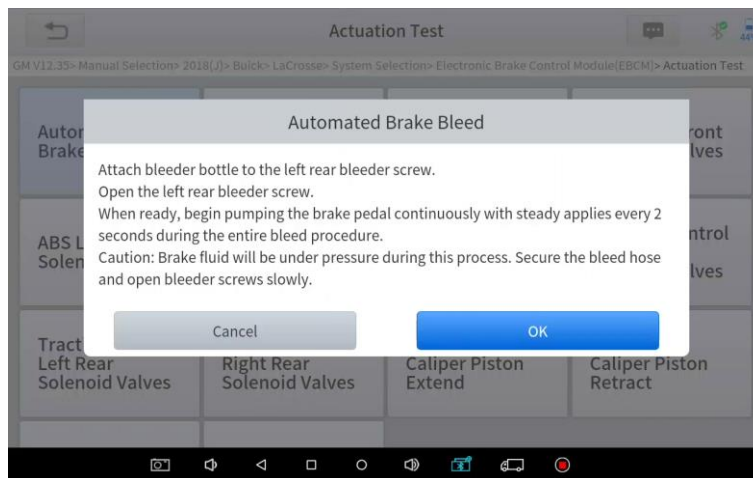 Actuation Test
GM V12.35> Manual Selection> 2018(J)> Buick> LaCrosse> System Selection> Electronic Brake Control Module(EBCM)> Actuation Test
Automated Brake Bleed
Attach bleeder bottle to the left rear bleeder screw.
Open the left rear bleeder screw.
When ready, begin pumping the brake pedal continuously with steady applies every 2
seconds during the entire bleed procedure.
Caution: Brake fluid will be under pressure during this process. Secure the bleed hose
and open bleeder screws slowly.
Cancel
OK
Left Rear
Solenoid Valves
Right Rear
Solenoid Valves
Caliper Piston
Extend
Caliper Piston
Retract